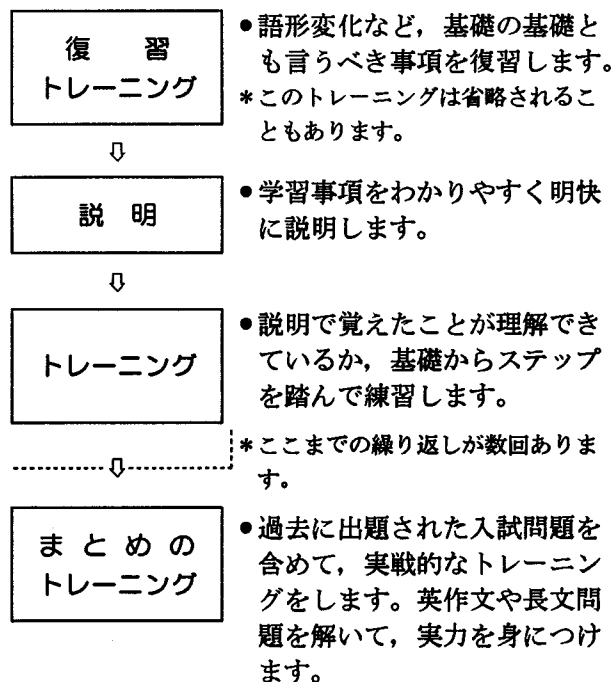 復習
トレーニング
●語形変化など，基礎の基礎と
も言うべき事項を復習します。
*このトレーニングは省略されるこ
ともあります。
⇩
説明
●学習事項をわかりやすく明快
に説明します。
⇩
トレーニング
●説明で覚えたことが理解でき
ているか，基礎からステップ
を踏んで練習します。
*ここまでの繰り返しが数回ありま
す。
⇩
まとめの
トレーニング
●過去に出題された入試問題を
含めて，実戦的なトレーニン
グをします。英作文や長文問
題を解いて，実力を身につけ
ます。